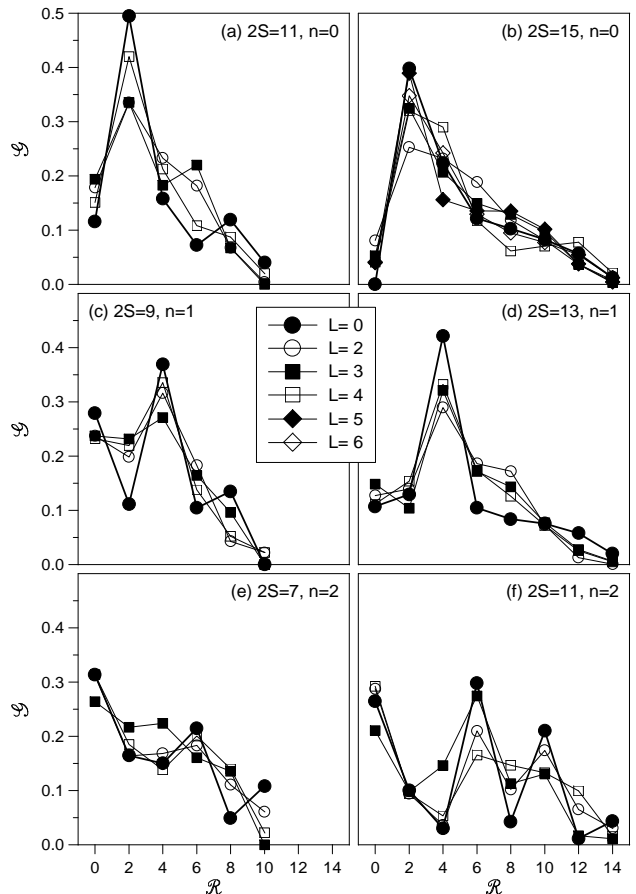 0.5
(a) 2S=11, n=0
(b) 2S=15, n=0
0.4
0.3
𝒢
0.2
0.1
0.0
(c) 2S=9, n=1
(d) 2S=13, n=1
0.4
L= 0
L= 2
L= 3
L= 4
L= 5
L= 6
0.3
𝒢
0.2
0.1
0.0
(e) 2S=7, n=2
(f) 2S=11, n=2
0.4
0.3
𝒢
0.2
0.1
0.0
0 2 4 6 8 10 12 14
0 2 4 6 8 10 12 14
ℛ
ℛ